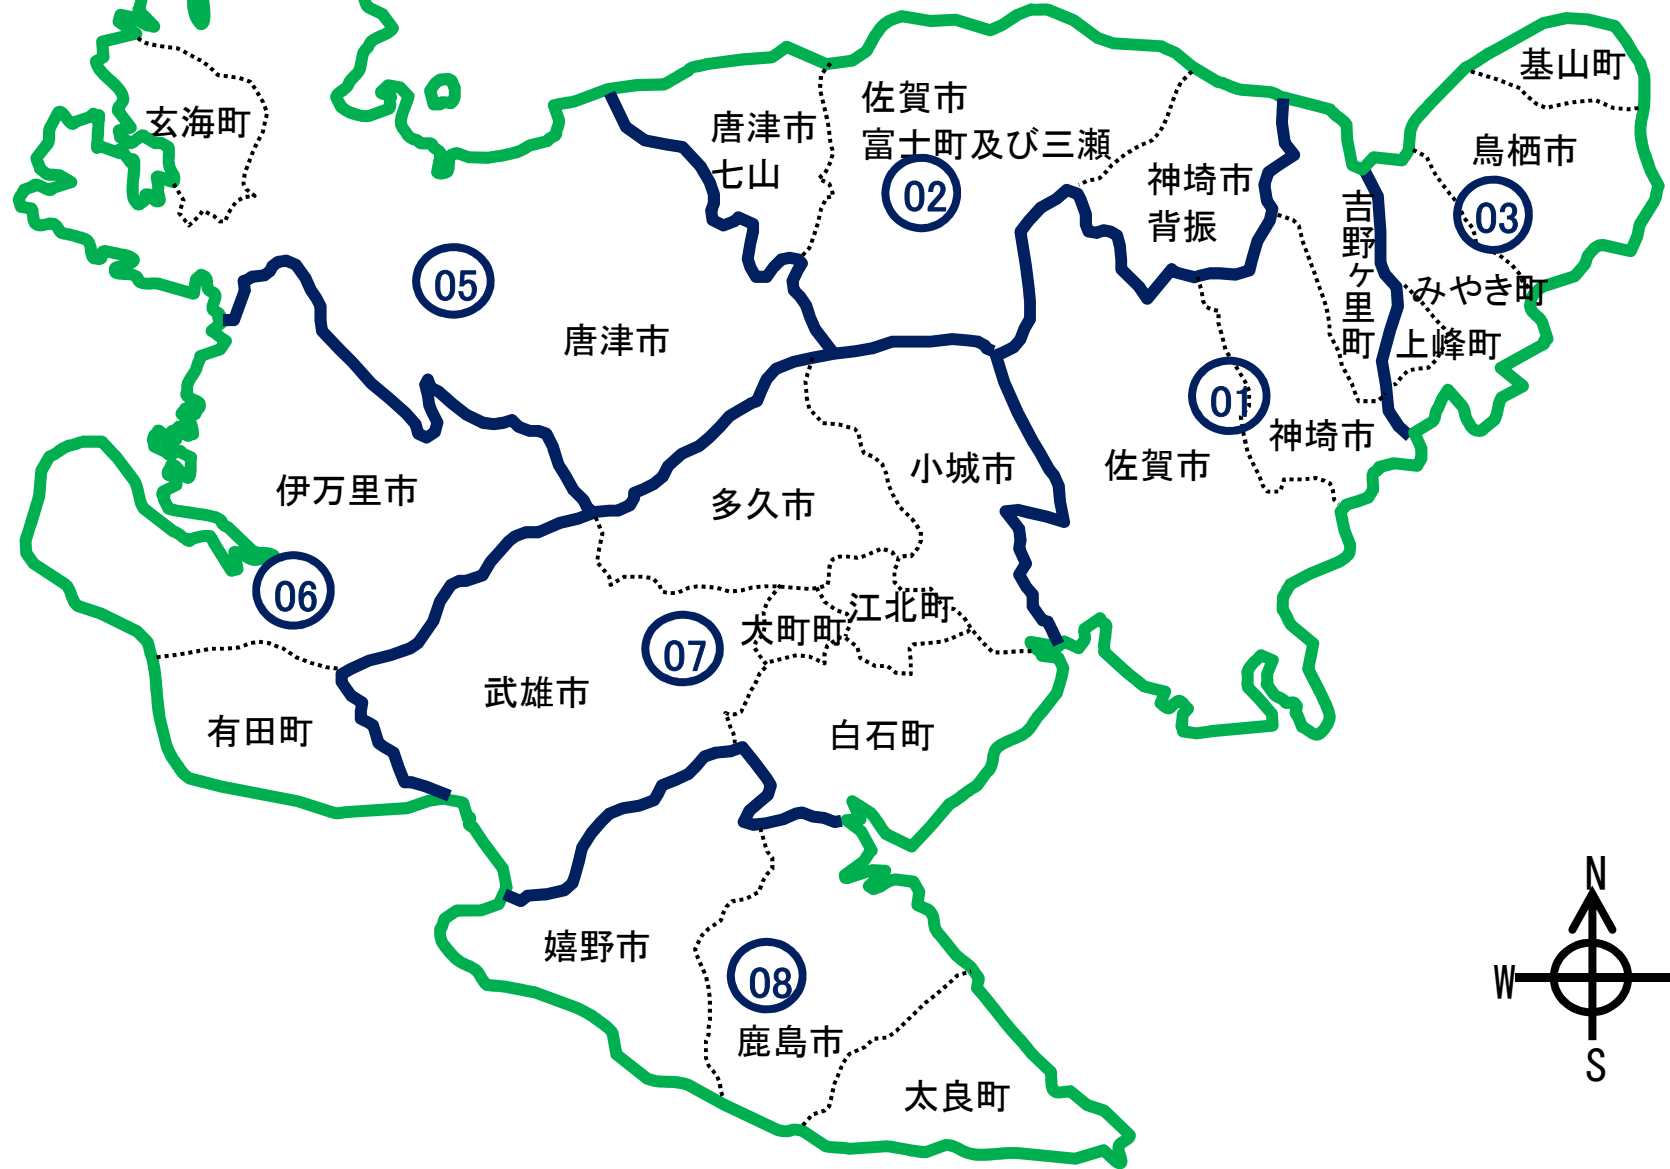 基山町
玄海町
唐津市
七山
佐賀市
富士町及び三瀬
02
神埼市
背振
鳥栖市
03
吉野ヶ里町
みやき町
上峰町
05
唐津市
01
神埼市
佐賀市
小城市
多久市
伊万里市
06
江北町
大町町
07
武雄市
有田町
白石町
嬉野市
08
鹿島市
太良町
N
W
S